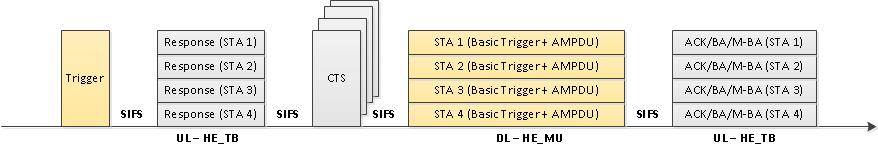 Trigger
SIFS
Response (STA 1)
Response (STA 2)
Response (STA 3)
Response (STA 4)
UL – HE_TB
SIFS
CTS
SIFS
STA 1 (Basic Trigger + AMPDU)
STA 2 (Basic Trigger + AMPDU)
STA 3 (Basic Trigger + AMPDU)
STA 4 (Basic Trigger + AMPDU)
DL – HE_MU
SIFS
ACK/BA/M-BA (STA 1)
ACK/BA/M-BA (STA 2)
ACK/BA/M-BA (STA 3)
ACK/BA/M-BA (STA 4)
UL – HE_TB